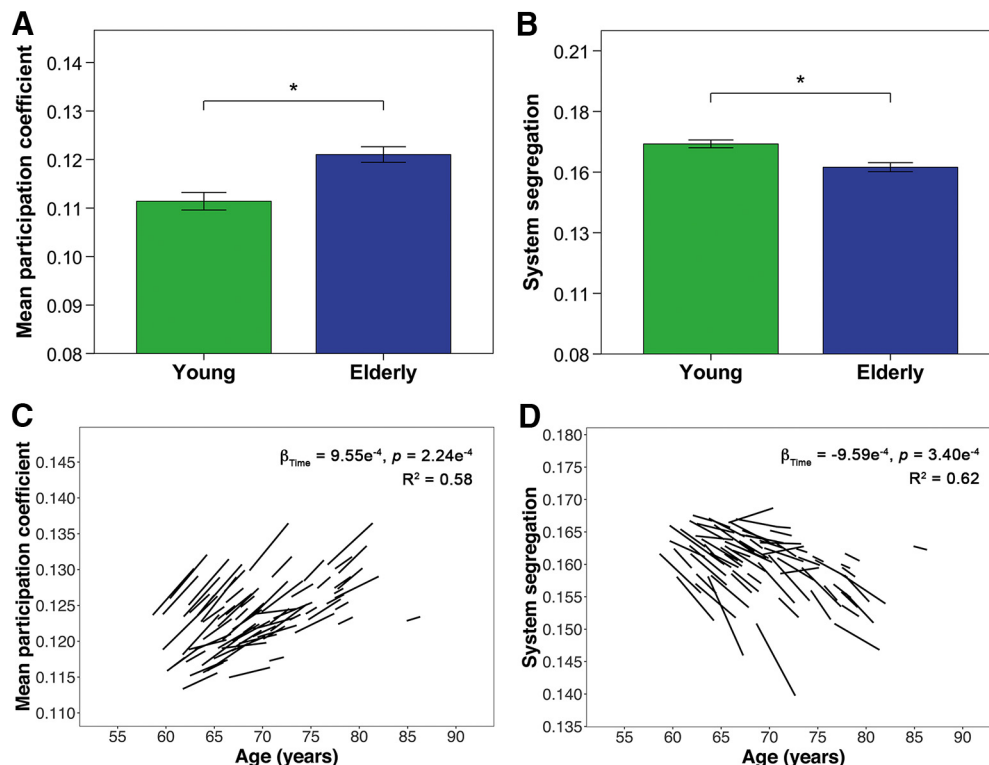 A
Mean participation coefficient
0.14
0.13
0.12
0.11
0.10
0.09
0.08
*
Young
Elderly
B
System segregation
0.21
0.18
0.16
0.13
0.11
0.08
*
Young
Elderly
C
Mean participation coefficient
0.145
0.140
0.135
0.130
0.125
0.120
0.115
0.110
βTime = 9.55e-4, p = 2.24e-4
R2 = 0.58
55 60 65 70 75 80 85 90
Age (years)
D
System segregation
0.180
0.175
0.170
0.165
0.160
0.155
0.150
0.145
0.140
0.135
βTime = -9.59e-4, p = 3.40e-4
R2 = 0.62
55 60 65 70 75 80 85 90
Age (years)